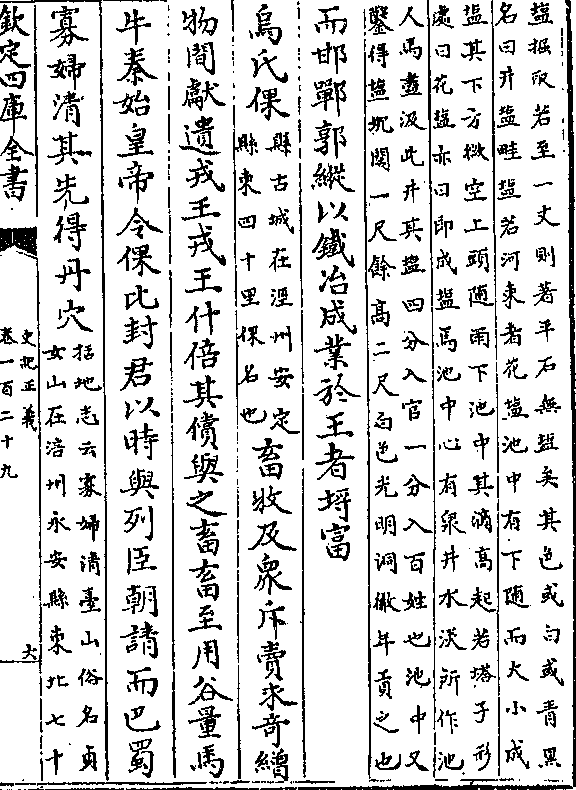 鹽掘取若至一丈則著平石無鹽矣其色或白或青黑
名曰井鹽畦鹽若河東者花鹽池中有下隨而大小成
鹽其下方微空上頭隨雨下池中其滴高起若塔子形
處曰花鹽亦曰即成鹽焉池中心有泉井水淡所作池
人馬盡汲此井其鹽四分入官一分入百姓也池中又
鑿得鹽塊闊一尺餘高二尺白色光明洞徹年貢之也
而邯鄲郭縱以鐵冶成業於王者埒富
烏氏倮
縣古城在涇州安定
縣東四十里倮名也
畜牧及衆斥賣求奇繒
物間獻遺戎王戎王什倍其償與之畜畜至用谷量馬
牛秦始皇帝令倮比封君以時與列臣朝請而巴蜀
寡婦清其先得丹穴
括地志云寡婦清臺山俗名貞
女山在涪州永安縣東北七十
欽定四庫全書
史記正義
卷一百二十九
六